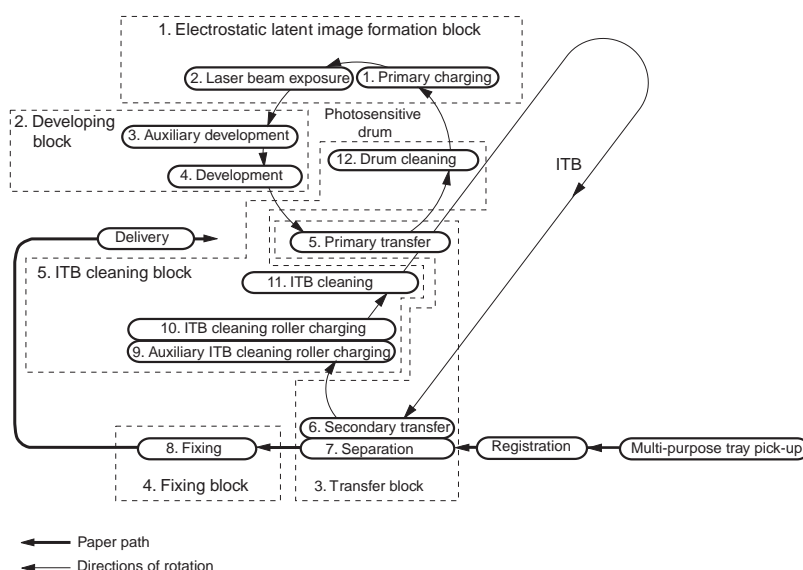 1. Electrostatic latent image formation block
2. Laser beam exposure
1. Primary charging
2. Developing
block
3. Auxiliary development
4. Development
Photosensitive
drum
12. Drum cleaning
ITB
Delivery
5. Primary transfer
5. ITB cleaning block
11. ITB cleaning
10. ITB cleaning roller charging
9. Auxiliary ITB cleaning roller charging
6. Secondary transfer
7. Separation
8. Fixing
Registration
Multi-purpose tray pick-up
4. Fixing block
3. Transfer block
Paper path
Directions of rotation